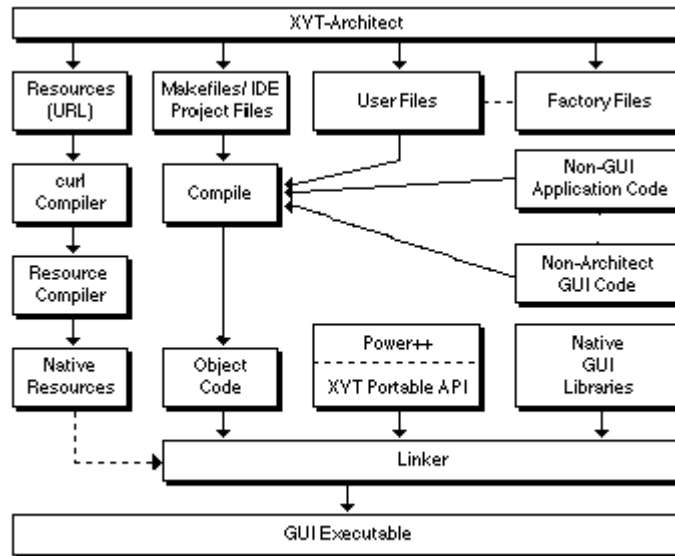 XYT-Architect
Resources
(URL)
Makefiles/ IDE
Project Files
User Files
Factory Files
curl
Compiler
Compile
Non-GUI
Application Code
Resource
Compiler
Non-Architect
GUI Code
Native
Resources
Object
Code
Power++
XYT Portable API
Native
GUI
Libraries
Linker
GUI Executable